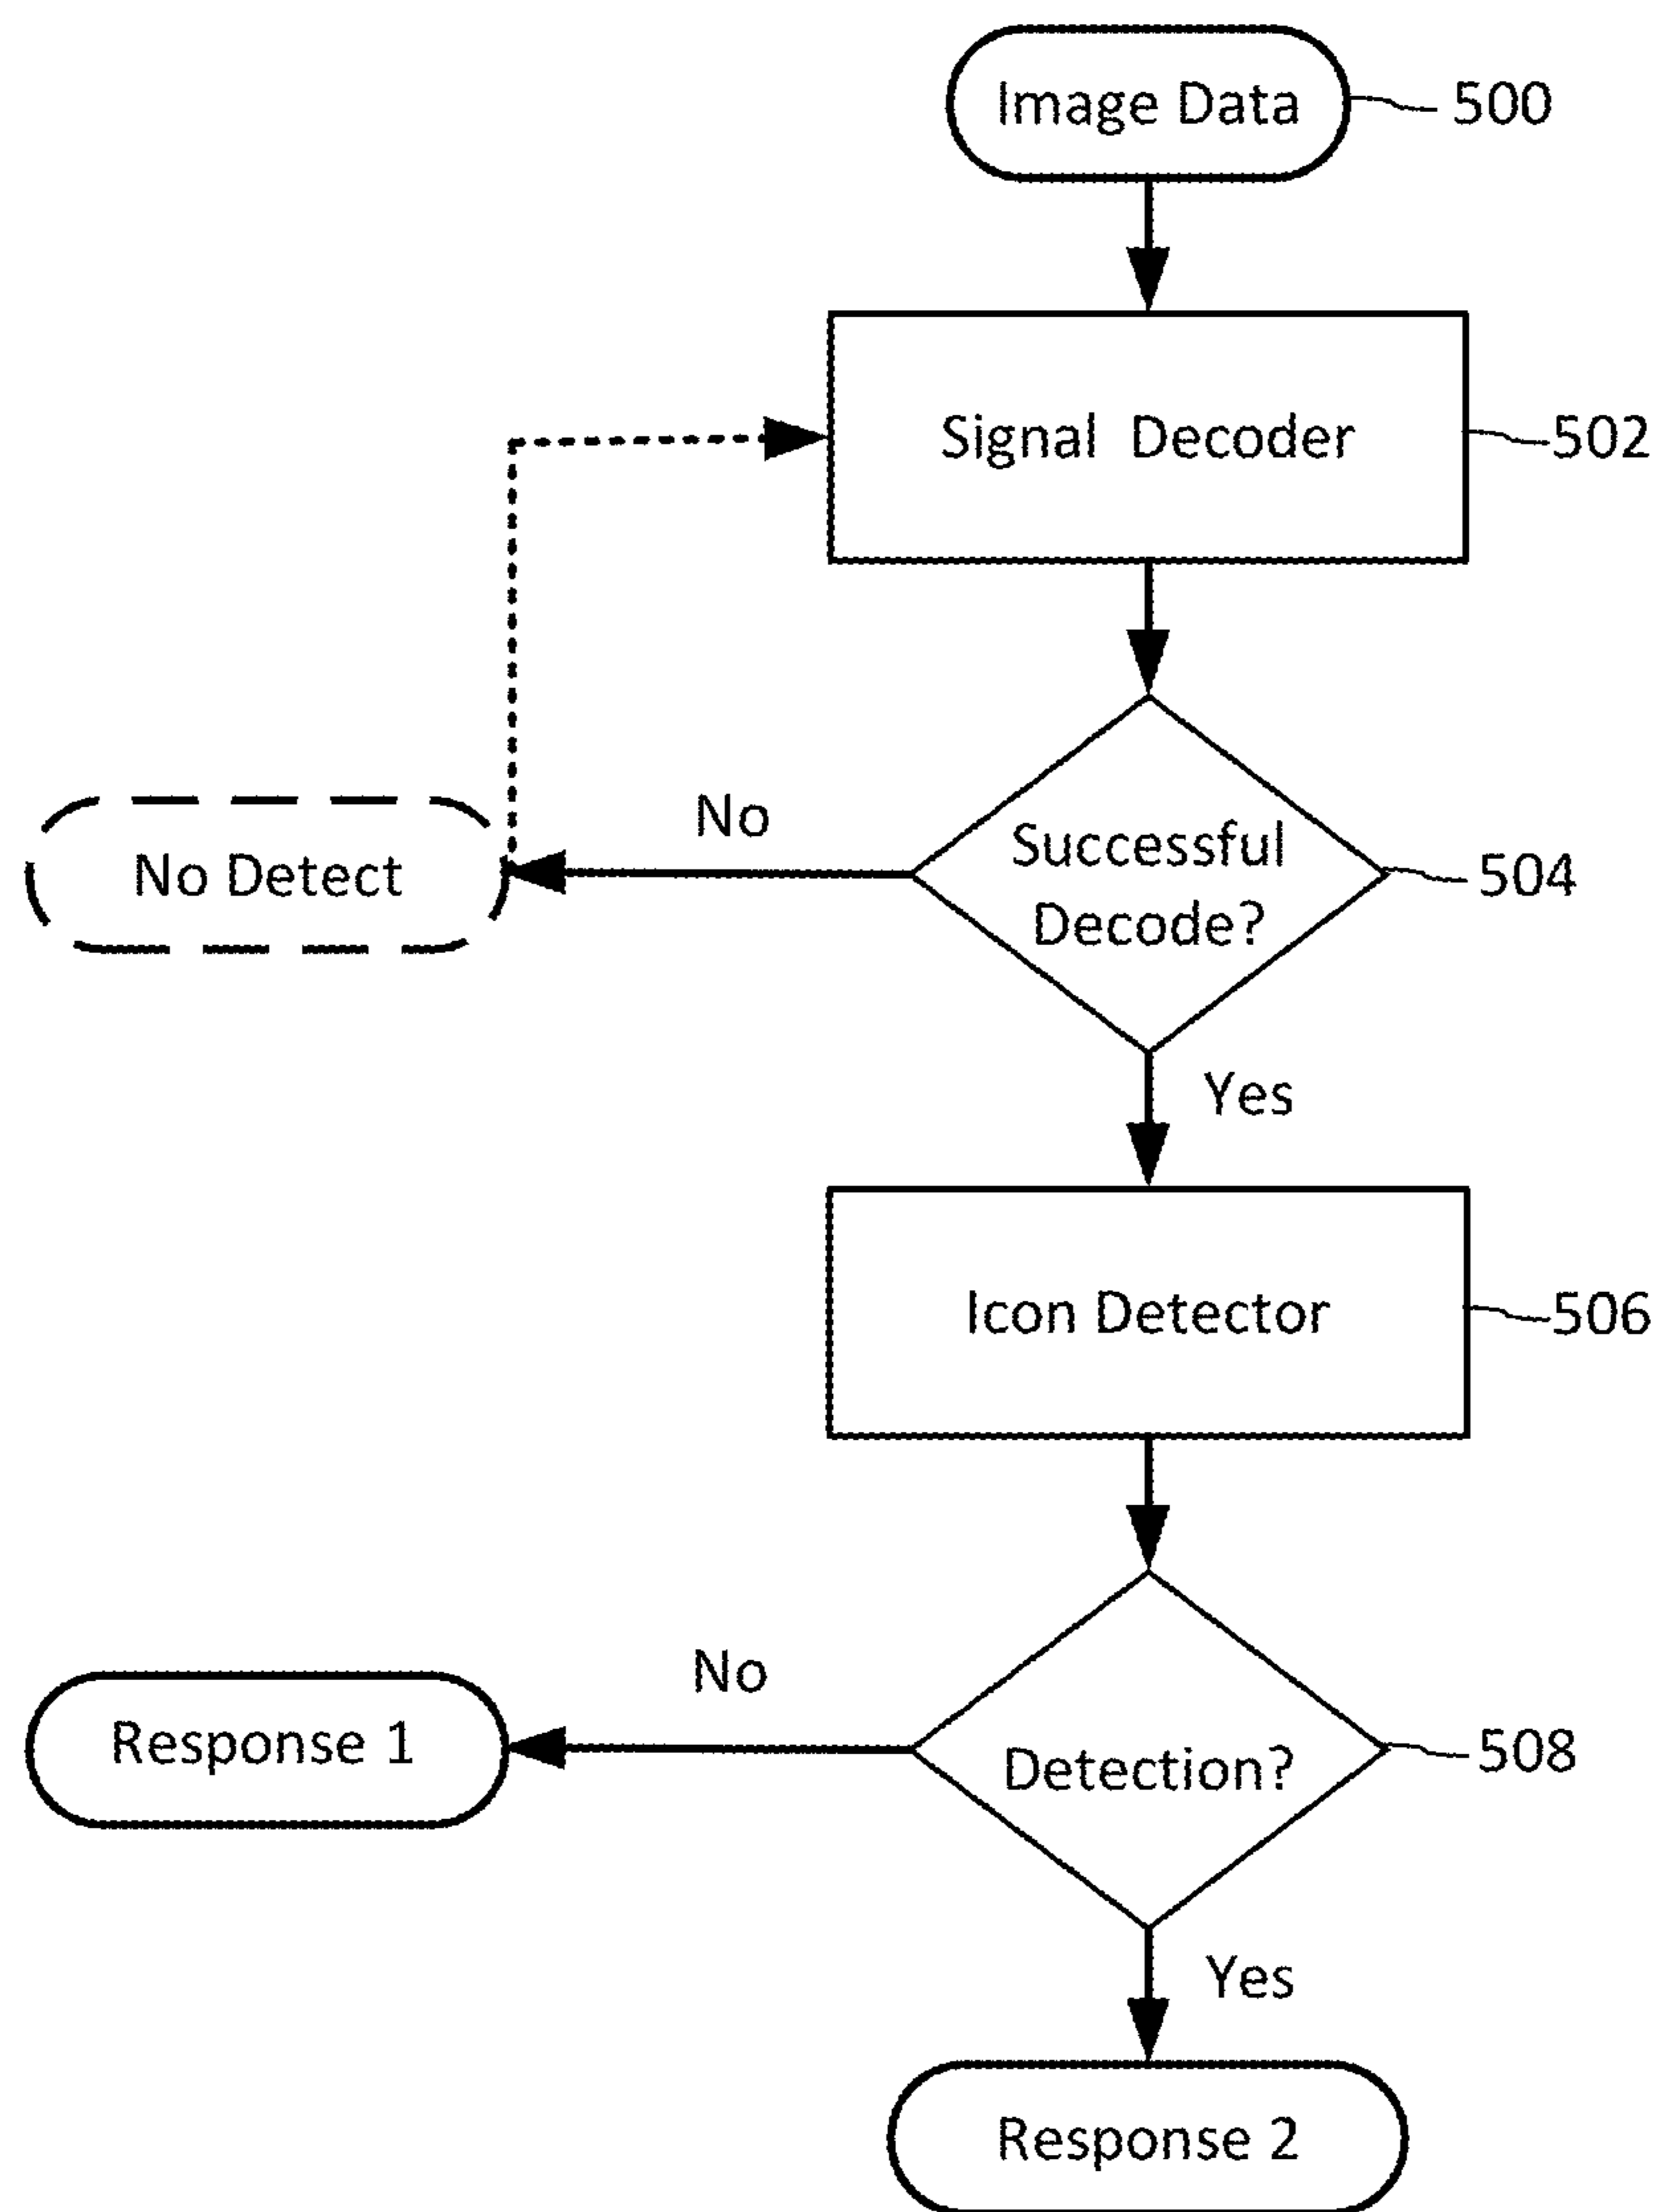 Image Data
500
Signal Decoder
502
No
Successful
Decode?
504
No Detect
Yes
Icon Detector
506
No
Response 1
Detection?
508
Yes
Response 2